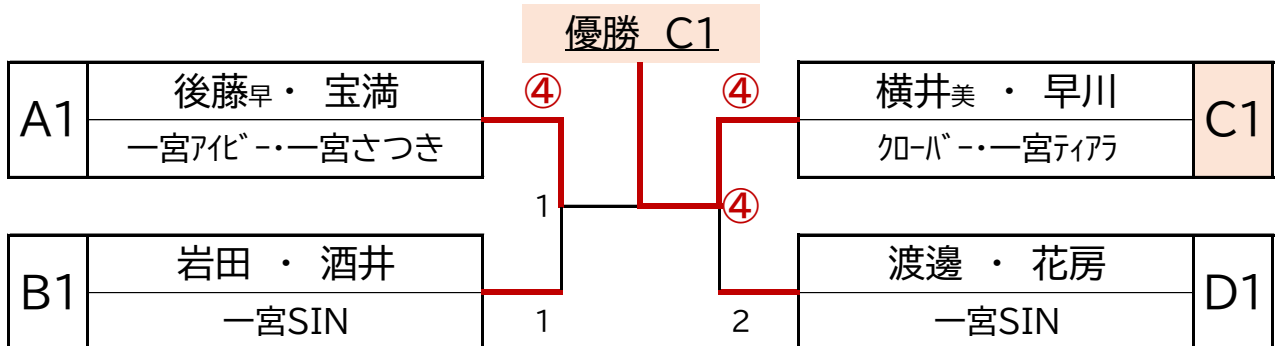 優勝 C1
A1
後藤早・ 宝満
一宮ｱｲﾋﾞｰ・一宮さつき
④
④
横井美 ・ 早川
ｸﾛｰﾊﾞｰ・一宮ﾃｨｱﾗ
C1
1
④
B1
岩田 ・ 酒井
一宮SIN
1
2
渡邊 ・ 花房
一宮SIN
D1